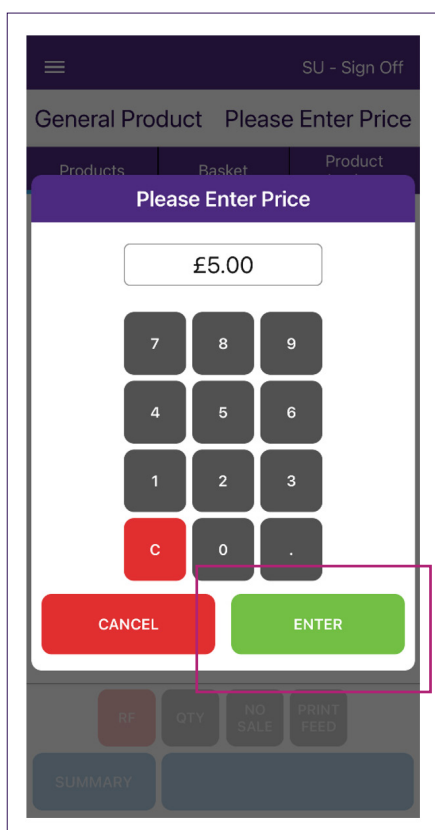 SU - Sign Off
General Product Please Enter Price
Products Basket Product
Please Enter Price
£5.00
7 8 9
4 5 6
1 2 3
C 0 .
CANCEL ENTER
RF QTY NO SALE PRINT FEED
SUMMARY